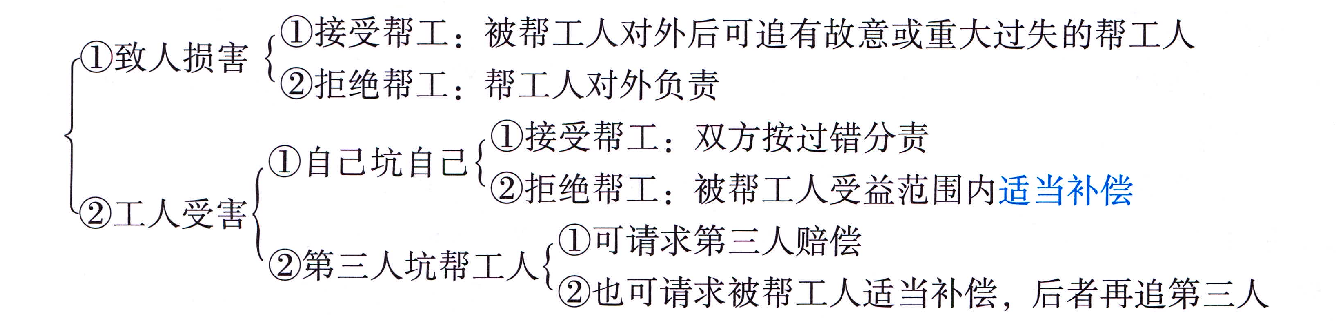 ①接受帮工：被帮工人对外后可追有故意或重大过失的帮工人
①致人损害
②拒绝帮工：帮工人对外负责
①接受帮工：双方按过错分责
①自己坑自己
②拒绝帮工：被帮工人受益范围内适当补偿
②工人受害
①可请求第三人赔偿
②第三人坑帮工人
②也可请求被帮工人适当补偿，后者再追第三人